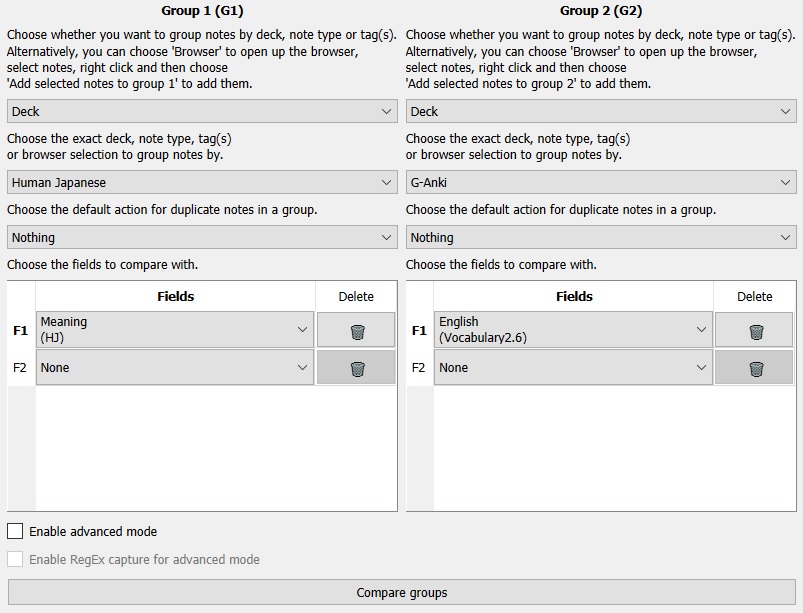 Group 1 (G1)
Choose whether you want to group notes by deck, note type or tag(s).
Alternatively, you can choose 'Browser' to open up the browser,
select notes, right click and then choose
'Add selected notes to group 1' to add them.
Deck
Choose the exact deck, note type, tag(s)
or browser selection to group notes by.
Human Japanese
Choose the default action for duplicate notes in a group.
Nothing
Choose the fields to compare with.
Fields Delete
F1 Meaning
(HJ)
F2 None
Group 2 (G2)
Choose whether you want to group notes by deck, note type or tag(s).
Alternatively, you can choose 'Browser' to open up the browser,
select notes, right click and then choose
'Add selected notes to group 2' to add them.
Deck
Choose the exact deck, note type, tag(s)
or browser selection to group notes by.
G-Anki
Choose the default action for duplicate notes in a group.
Nothing
Choose the fields to compare with.
Fields Delete
F1 English
(Vocabulary2.6)
F2 None
Enable advanced mode
Enable RegEx capture for advanced mode
Compare groups